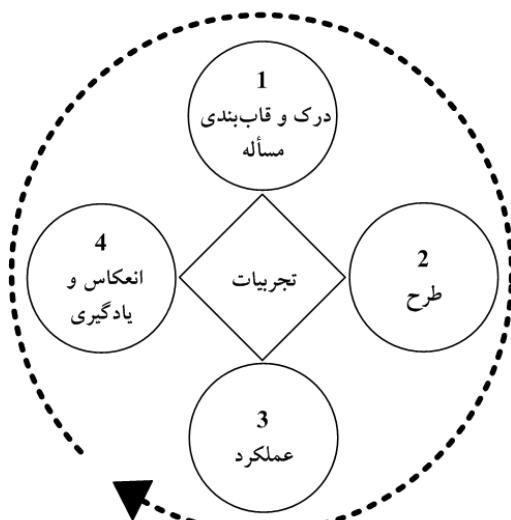 1
درک و قاب‌بندی
مسأله
2
طرح
3
عملکرد
4
انعکاس و
یادگیری
تجربیات